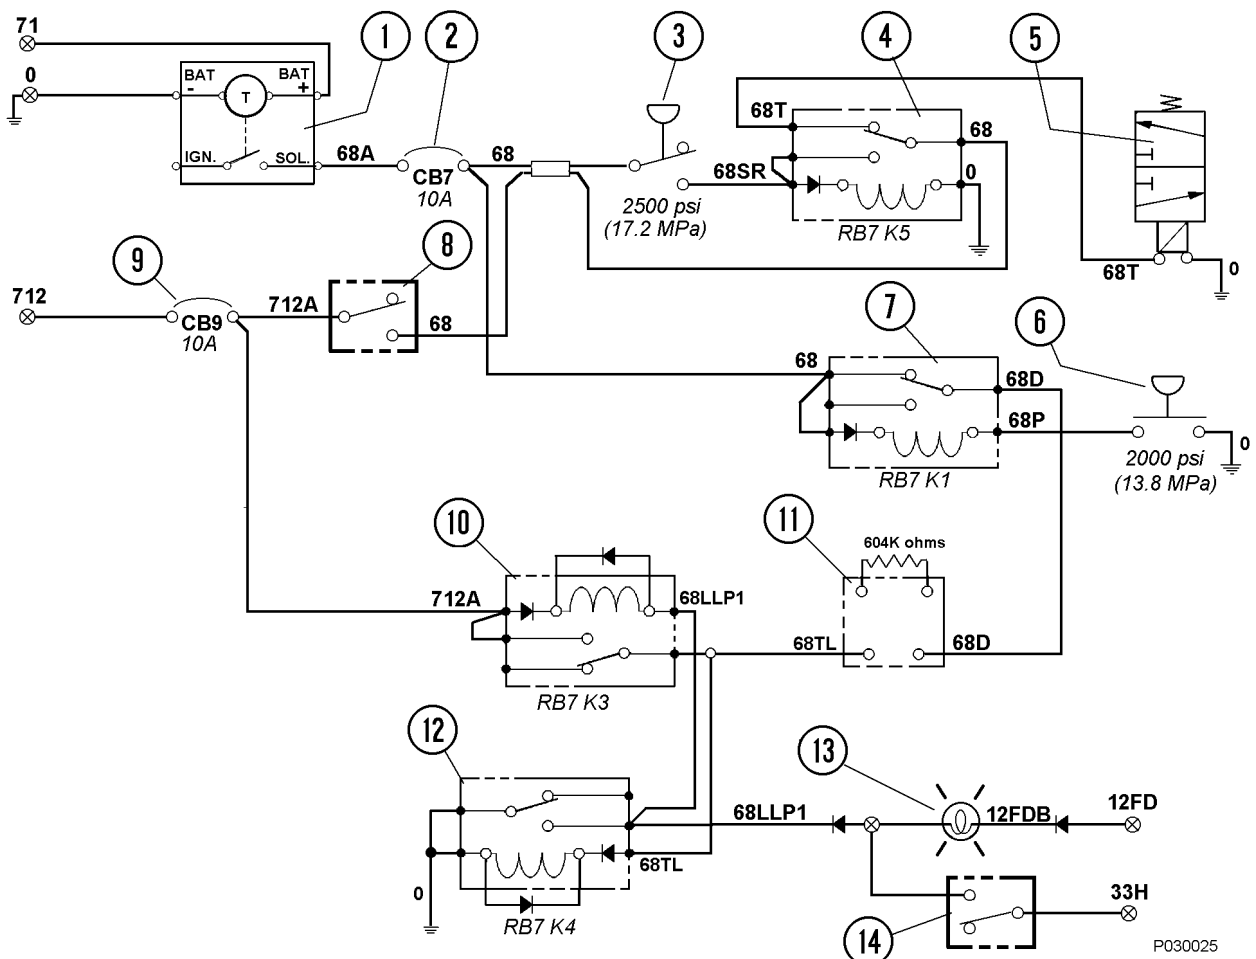 71
1
2
3
4
5
0
BAT
-
BAT
+
T
IGN.
SOL.
68A
CB7
10A
68
2500 psi
(17.2 MPa)
68T
68
68SR
0
RB7 K5
68T
0
9
8
712
CB9
10A
712A
68
7
6
68
68D
68P
RB7 K1
2000 psi
(13.8 MPa)
0
10
11
604K ohms
712A
68LLP1
68TL
68D
RB7 K3
12
13
68LLP1
12FDB
12FD
68TL
0
RB7 K4
14
33H
P030025